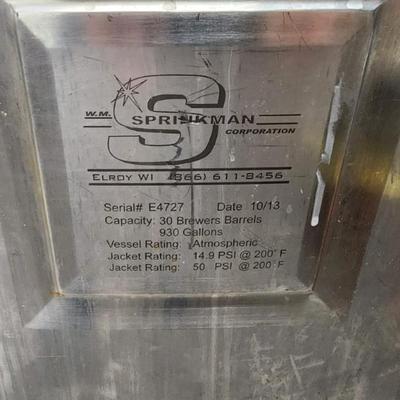 S
W.M. SPRINKMAN
CORPORATION
ELROY WI (866) 611-8456
Serial# E4727 Date 10/13
Capacity: 30 Brewers Barrels
930 Gallons
Vessel Rating: Atmospheric
Jacket Rating: 14.9 PSI @ 200° F
Jacket Rating: 50 PSI @ 200° F